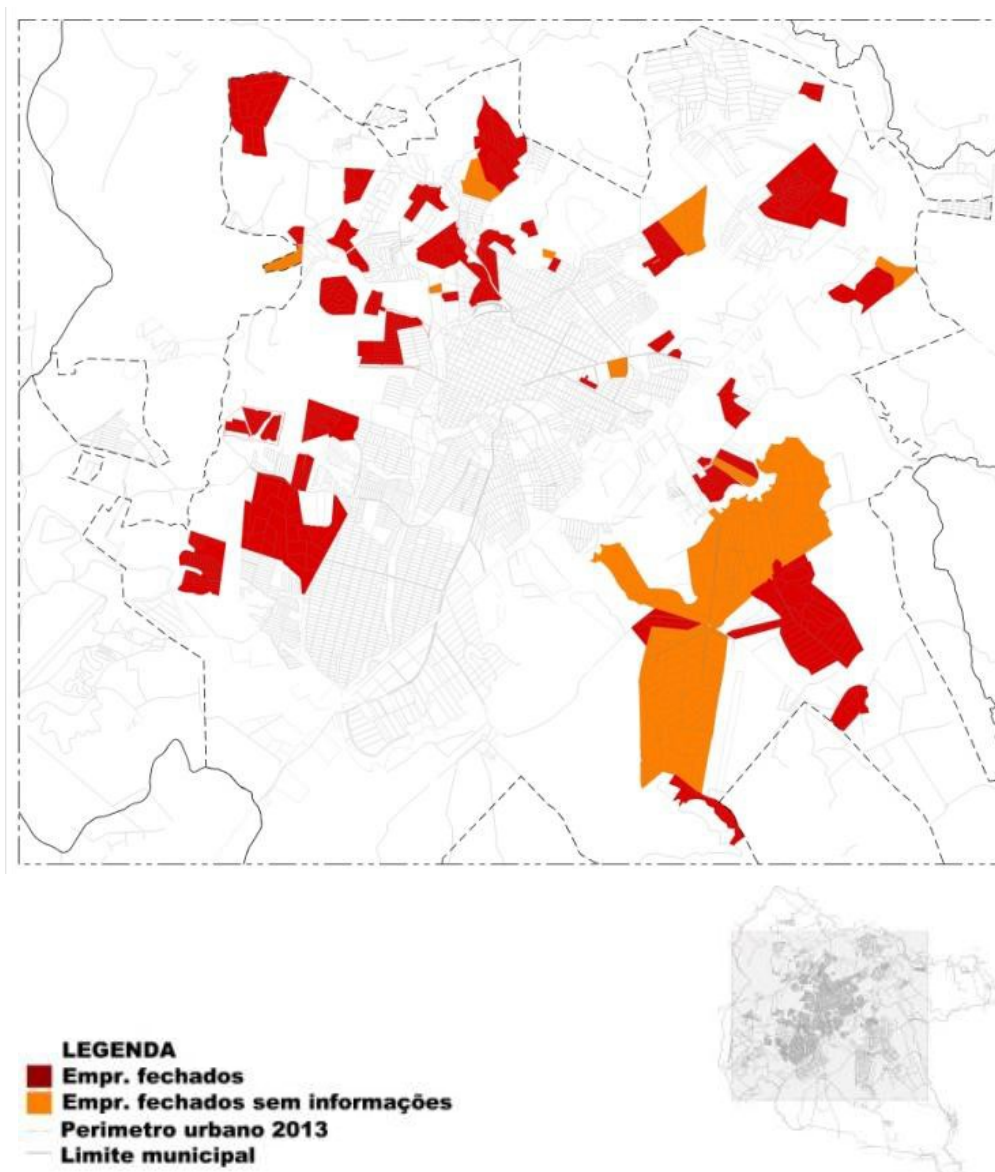 LEGENDA
Empr. fechados
Empr. fechados sem informações
Perimetro urbano 2013
Limite municipal